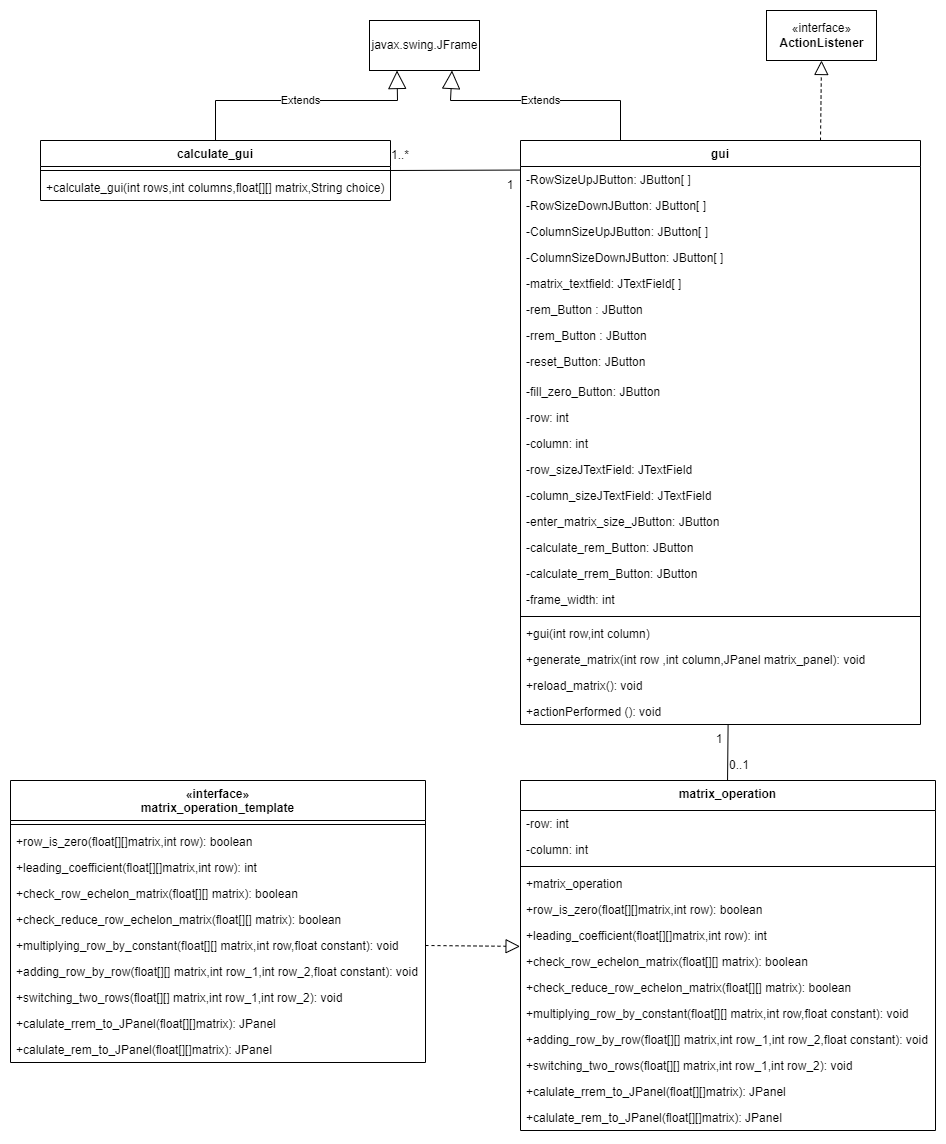 «interface»
ActionListener
javax.swing.JFrame
Extends
Extends
calculate_gui
+calculate_gui(int rows,int columns,float[][] matrix,String choice)
1..*
1
gui
-RowSizeUpJButton: JButton[ ]
-RowSizeDownJButton: JButton[ ]
-ColumnSizeUpJButton: JButton[ ]
-ColumnSizeDownJButton: JButton[ ]
-matrix_textfield: JTextField[ ]
-rem_Button : JButton
-rrem_Button : JButton
-reset_Button: JButton
-fill_zero_Button: JButton
-row: int
-column: int
-row_sizeJTextField: JTextField
-column_sizeJTextField: JTextField
-enter_matrix_size_JButton: JButton
-calculate_rem_Button: JButton
-calculate_rrem_Button: JButton
-frame_width: int
+gui(int row,int column)
+generate_matrix(int row ,int column,JPanel matrix_panel): void
+reload_matrix(): void
+actionPerformed (): void
1
0..1
«interface»
matrix_operation_template
+row_is_zero(float[][]matrix,int row): boolean
+leading_coefficient(float[][]matrix,int row): int
+check_row_echelon_matrix(float[][] matrix): boolean
+check_reduce_row_echelon_matrix(float[][] matrix): boolean
+multiplying_row_by_constant(float[][] matrix,int row,float constant): void
+adding_row_by_row(float[][] matrix,int row_1,int row_2,float constant): void
+switching_two_rows(float[][] matrix,int row_1,int row_2): void
+calulate_rrem_to_JPanel(float[][]matrix): JPanel
+calulate_rem_to_JPanel(float[][]matrix): JPanel
matrix_operation
-row: int
-column: int
+matrix_operation
+row_is_zero(float[][]matrix,int row): boolean
+leading_coefficient(float[][]matrix,int row): int
+check_row_echelon_matrix(float[][] matrix): boolean
+check_reduce_row_echelon_matrix(float[][] matrix): boolean
+multiplying_row_by_constant(float[][] matrix,int row,float constant): void
+adding_row_by_row(float[][] matrix,int row_1,int row_2,float constant): void
+switching_two_rows(float[][] matrix,int row_1,int row_2): void
+calulate_rrem_to_JPanel(float[][]matrix): JPanel
+calulate_rem_to_JPanel(float[][]matrix): JPanel